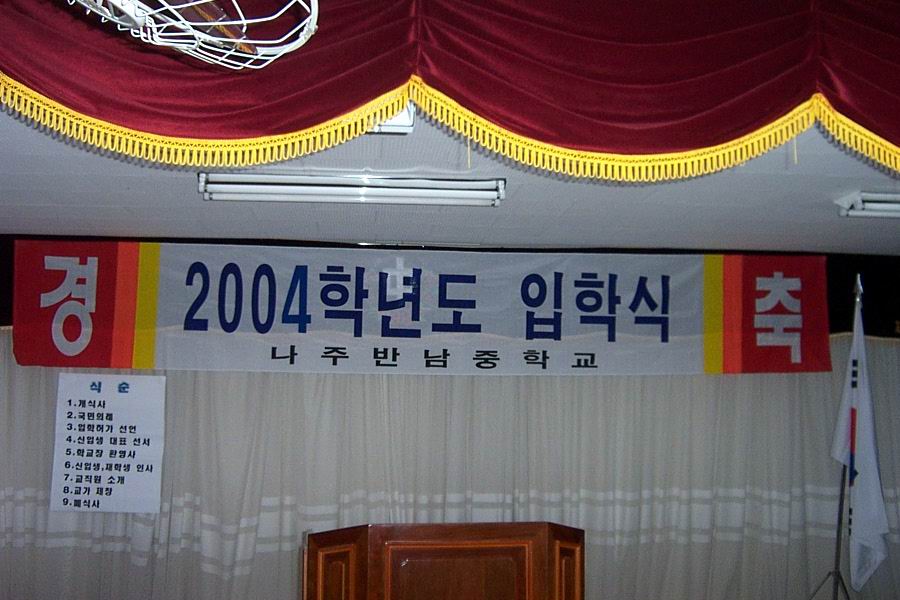 경 2004학년도 입학식 축
나주반남중학교
식 순
1.개식사
2.국민의례
3.입학허가 선언
4.신입생 대표 선서
5.학교장 환영사
6.신입생,재학생 인사
7.교직원 소개
8.교가 제창
9.폐식사